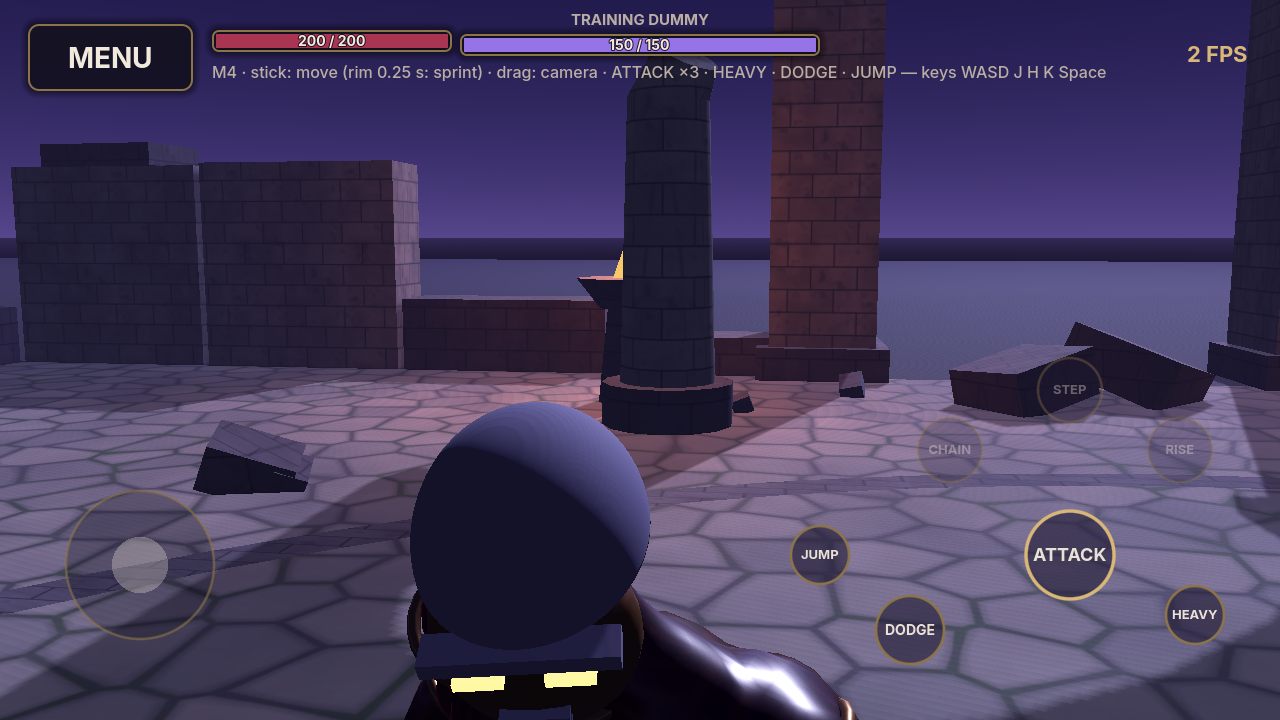 TRAINING DUMMY
MENU
200 / 200
150 / 150
2 FPS
M4 · stick: move (rim 0.25 s: sprint) · drag: camera · ATTACK ×3 · HEAVY · DODGE · JUMP — keys WASD J H K Space
STEP
CHAIN
RISE
JUMP
ATTACK
HEAVY
DODGE